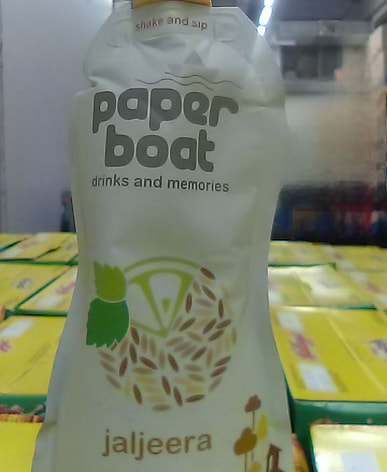 shake and sip
paper
boat
drinks and memories
jaljeera